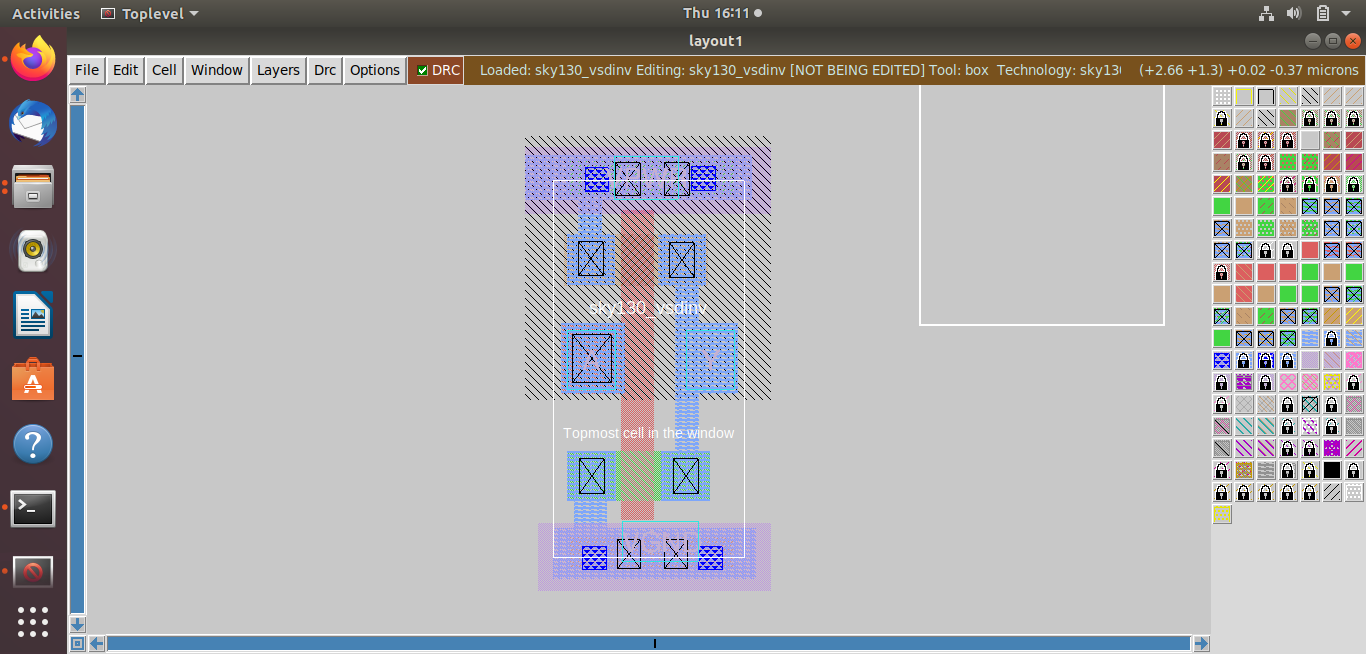 Activities Toplevel Thu 16:11
layout1
File Edit Cell Window Layers Drc Options DRC Loaded: sky130_vsdinv Editing: sky130_vsdinv [NOT BEING EDITED] Tool: box Technology: sky13 (+2.66 +1.3) +0.02 -0.37 microns
sky130_vsdinv
A Y
Topmost cell in the window